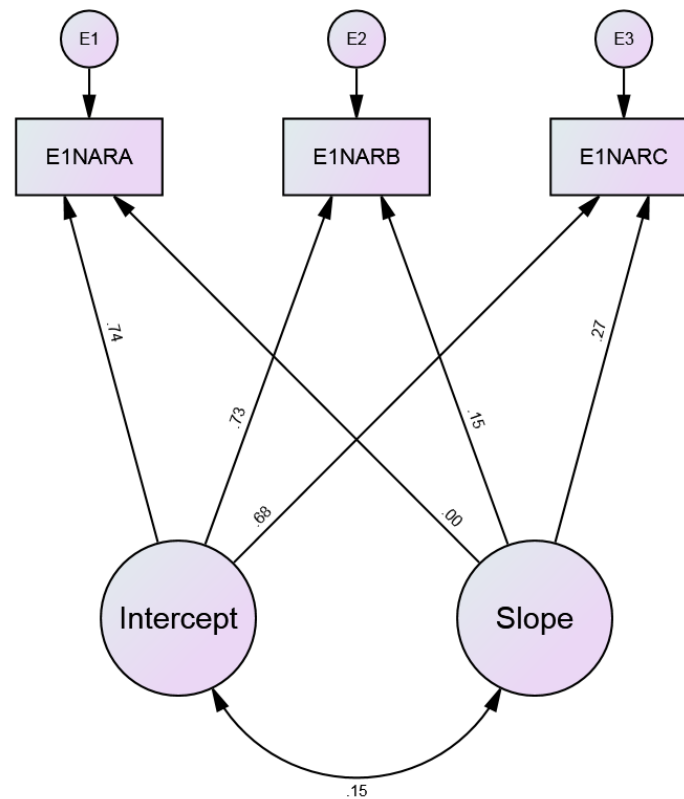 E1
E2
E3
E1NARA
E1NARB
E1NARC
.74
.73
.68
.00
.15
.27
Intercept
Slope
.15